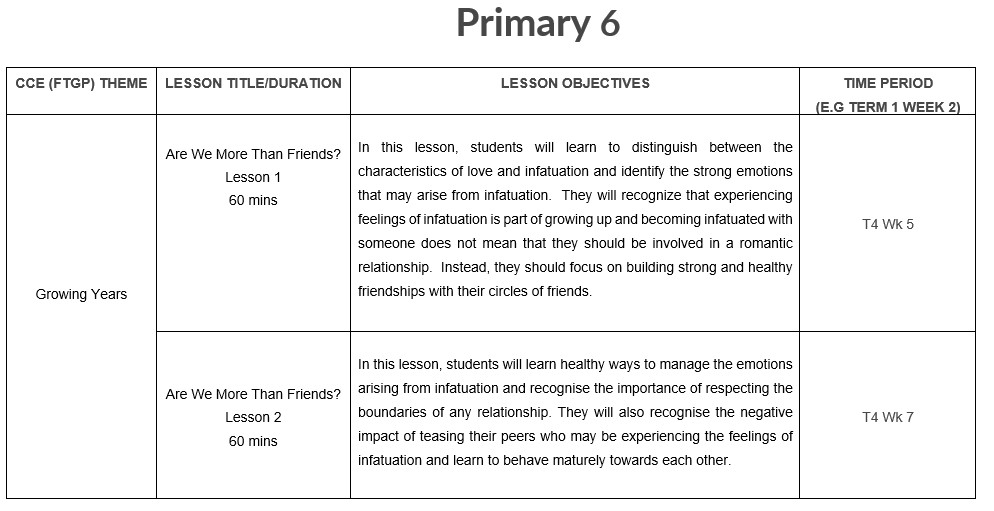 Primary 6
CCE (FTGP) THEME
LESSON TITLE/DURATION
LESSON OBJECTIVES
TIME PERIOD
(E.G TERM 1 WEEK 2)
Growing Years
Are We More Than Friends?
Lesson 1
60 mins
In this lesson, students will learn to distinguish between the
characteristics of love and infatuation and identify the strong emotions
that may arise from infatuation.  They will recognize that experiencing
feelings of infatuation is part of growing up and becoming infatuated with
someone does not mean that they should be involved in a romantic
relationship.  Instead, they should focus on building strong and healthy
friendships with their circles of friends.
T4 Wk 5
Are We More Than Friends?
Lesson 2
60 mins
In this lesson, students will learn healthy ways to manage the emotions
arising from infatuation and recognise the importance of respecting the
boundaries of any relationship. They will also recognise the negative
impact of teasing their peers who may be experiencing the feelings of
infatuation and learn to behave maturely towards each other.
T4 Wk 7